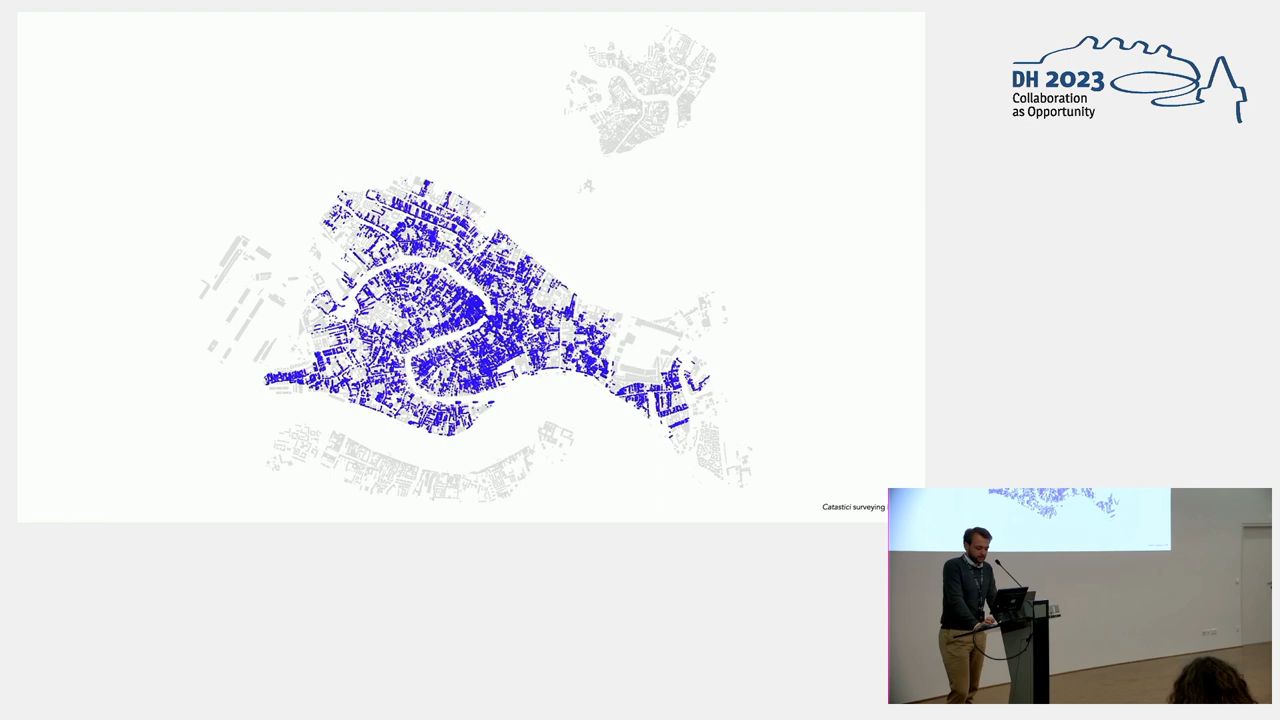 DH 2023
Collaboration
as Opportunity
Catastici surveying